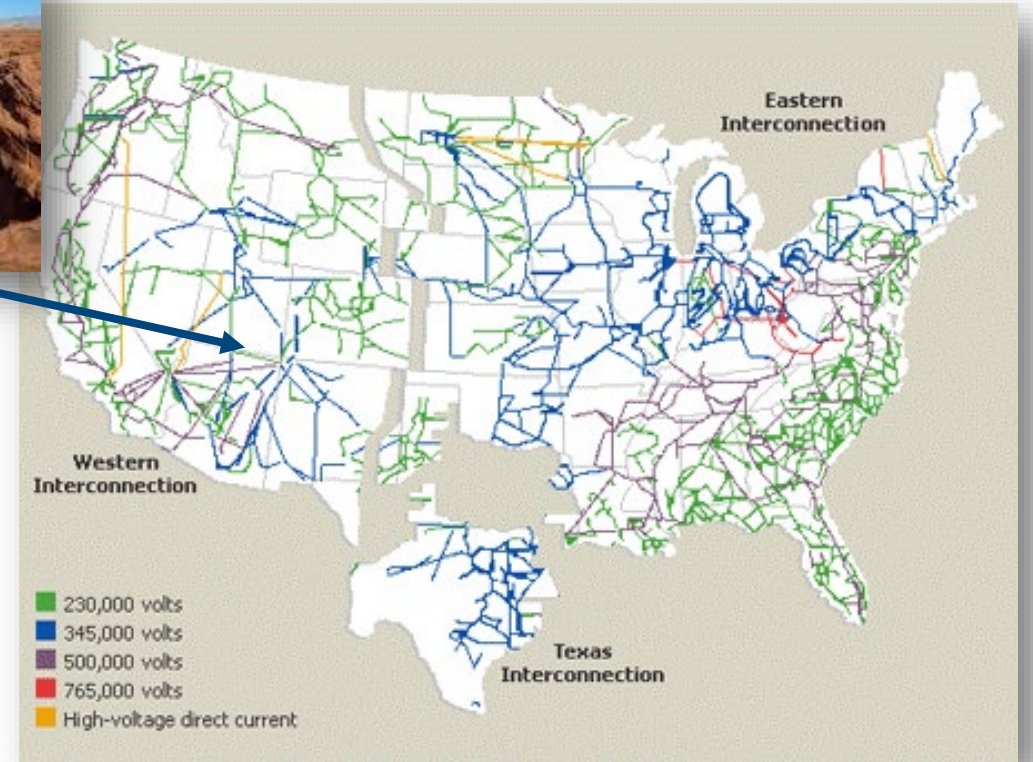 Eastern
Interconnection
Western
Interconnection
Texas
Interconnection
230,000 volts
345,000 volts
500,000 volts
765,000 volts
High-voltage direct current